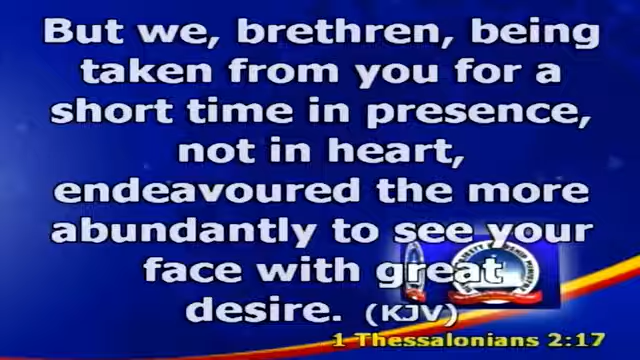 But we, brethren, being
taken from you for a
short time in presence,
not in heart,
endeavoured the more
abundantly to see your
face with great
desire. (KJV)
1 Thessalonians 2:17